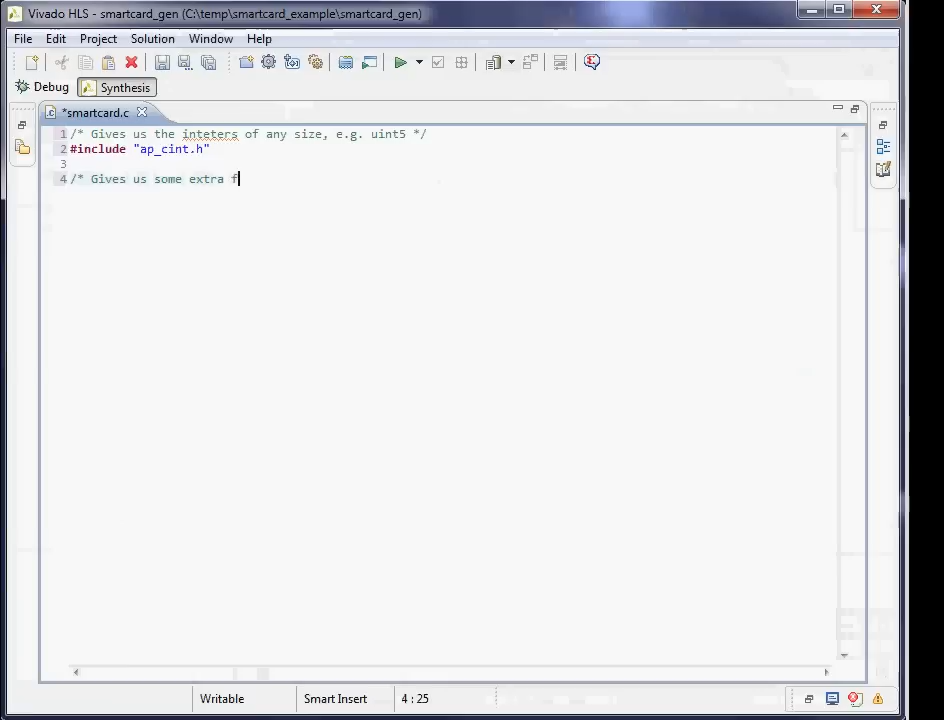 Vivado HLS - smartcard_gen (C:\temp\smartcard_example\smartcard_gen)
File Edit Project Solution Window Help
Debug Synthesis
*smartcard.c
1 /* Gives us the inteters of any size, e.g. uint5 */
2 #include "ap_cint.h"
3
4 /* Gives us some extra f
Writable Smart Insert 4 : 25